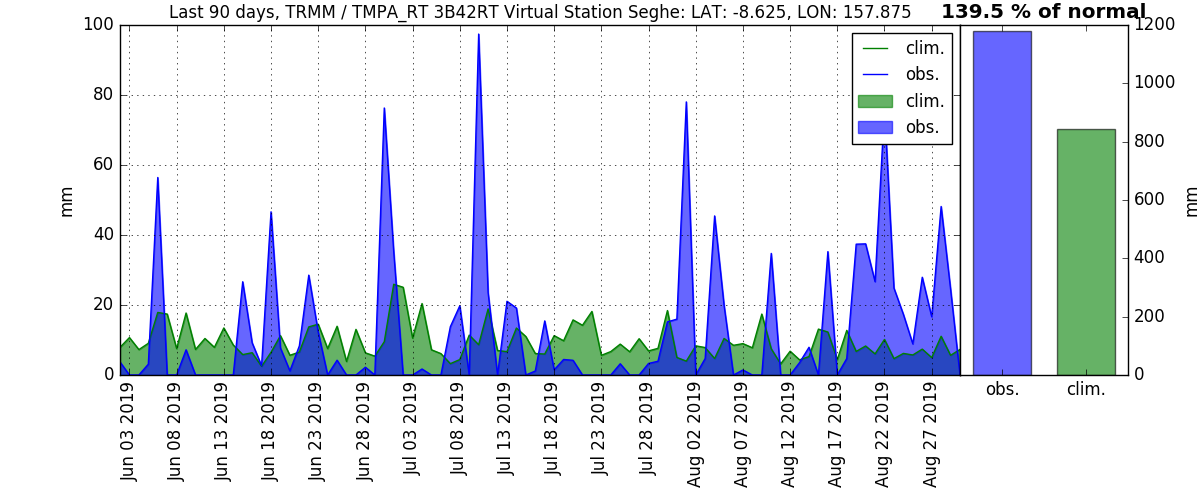 Last 90 days, TRMM / TMPA_RT 3B42RT Virtual Station Seghe: LAT: -8.625, LON: 157.875
139.5 % of normal
mm
100
80
60
40
20
0
clim.
obs.
clim.
obs.
1200
1000
800
600
400
200
0
mm
Jun 03 2019
Jun 08 2019
Jun 13 2019
Jun 18 2019
Jun 23 2019
Jun 28 2019
Jul 03 2019
Jul 08 2019
Jul 13 2019
Jul 18 2019
Jul 23 2019
Jul 28 2019
Aug 02 2019
Aug 07 2019
Aug 12 2019
Aug 17 2019
Aug 22 2019
Aug 27 2019
obs.
clim.